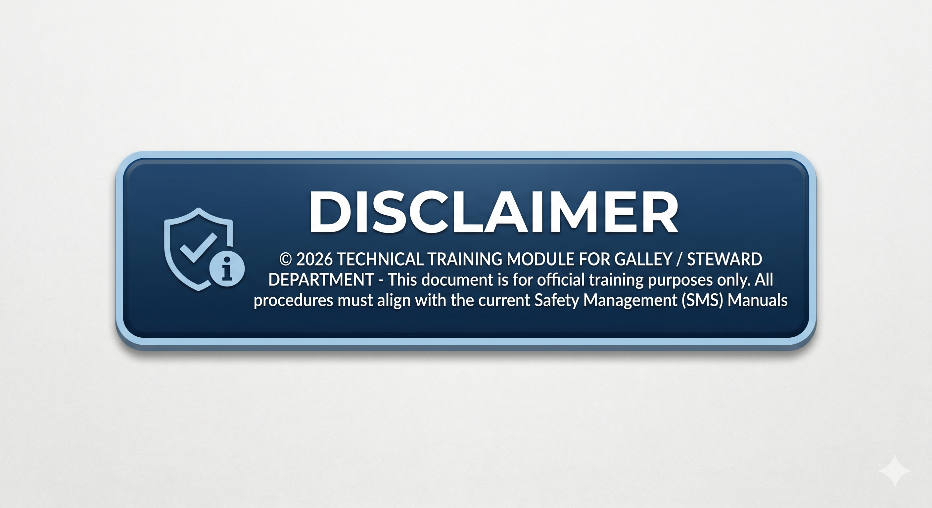 DISCLAIMER
© 2026 TECHNICAL TRAINING MODULE FOR GALLEY / STEWARD
DEPARTMENT - This document is for official training purposes only. All
procedures must align with the current Safety Management (SMS) Manuals